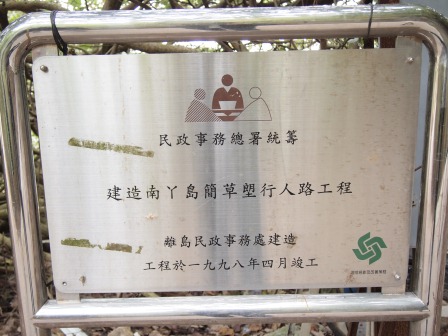 民政事務總署統籌
建造南丫島簡草塱行人路工程
離島民政事務處建造
工程於一九九八年四月竣工